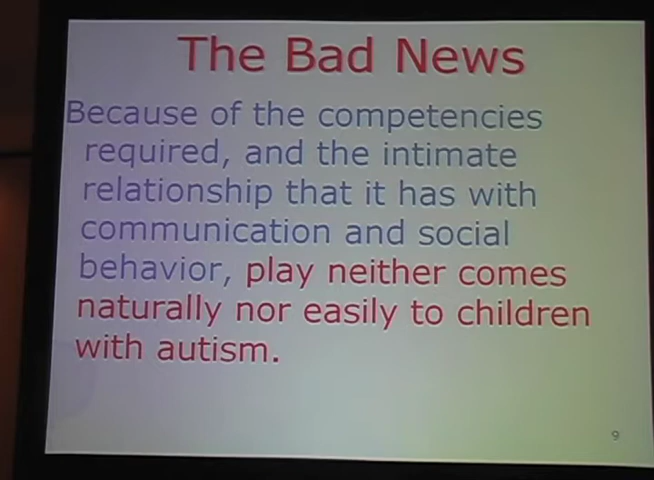 The Bad News
Because of the competencies
required, and the intimate
relationship that it has with
communication and social
behavior, play neither comes
naturally nor easily to children
with autism.
9